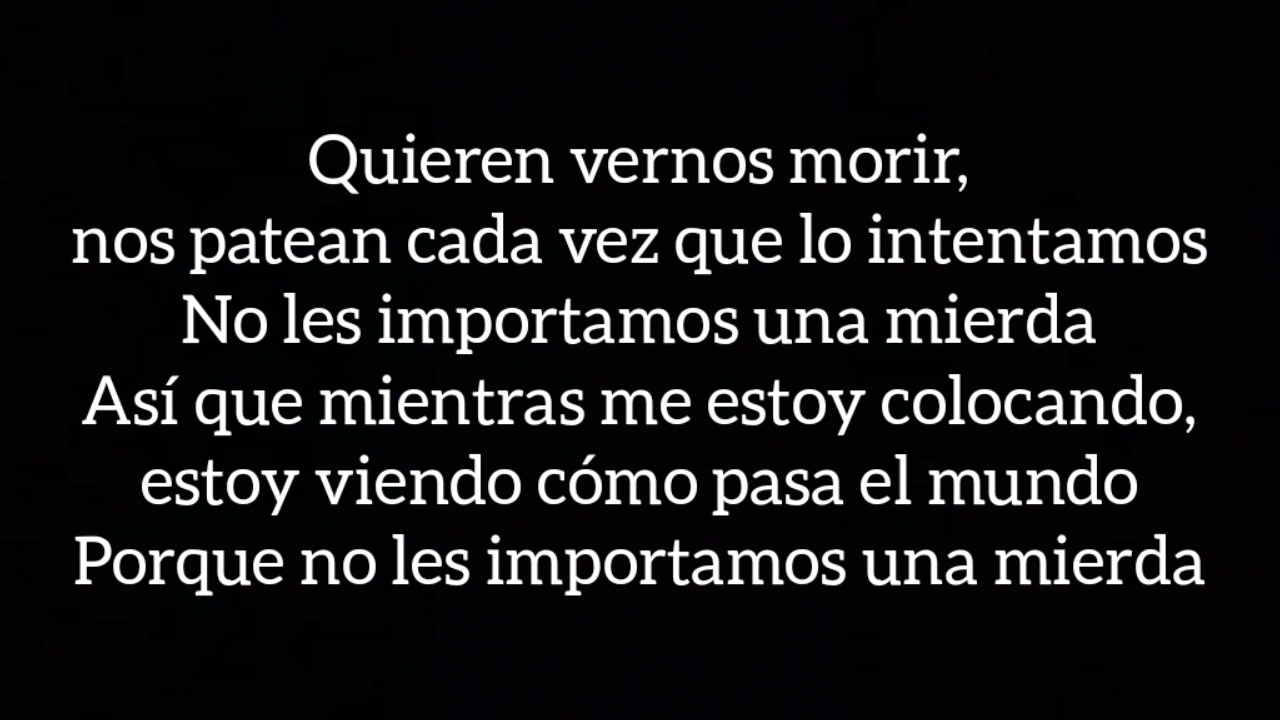 Quieren vernos morir,
nos patean cada vez que lo intentamos
No les importamos una mierda
Así que mientras me estoy colocando,
estoy viendo cómo pasa el mundo
Porque no les importamos una mierda